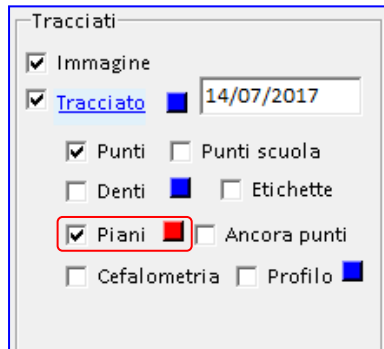 Tracciati
Immagine
Tracciato 14/07/2017
Punti Punti scuola
Denti Etichette
Piani Ancora punti
Cefalometria Profilo